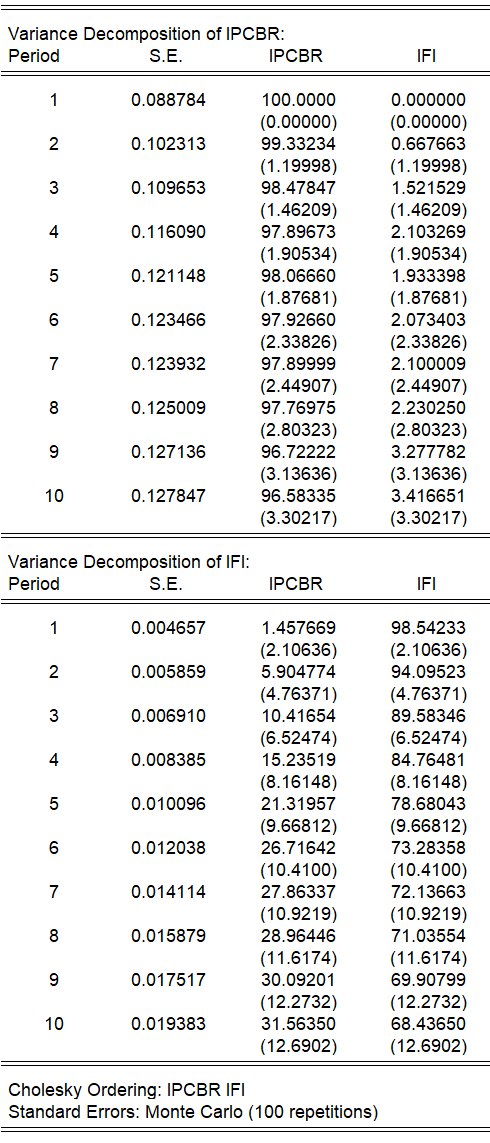 Variance Decomposition of IPCBR:
Period S.E. IPCBR IFI
1 0.088784 100.0000 0.000000
(0.00000) (0.00000)
2 0.102313 99.33234 0.667663
(1.19998) (1.19998)
3 0.109653 98.47847 1.521529
(1.46209) (1.46209)
4 0.116090 97.89673 2.103269
(1.90534) (1.90534)
5 0.121148 98.06660 1.933398
(1.87681) (1.87681)
6 0.123466 97.92660 2.073403
(2.33826) (2.33826)
7 0.123932 97.89999 2.100009
(2.44907) (2.44907)
8 0.125009 97.76975 2.230250
(2.80323) (2.80323)
9 0.127136 96.72222 3.277782
(3.13636) (3.13636)
10 0.127847 96.58335 3.416651
(3.30217) (3.30217)
Variance Decomposition of IFI:
Period S.E. IPCBR IFI
1 0.004657 1.457669 98.54233
(2.10636) (2.10636)
2 0.005859 5.904774 94.09523
(4.76371) (4.76371)
3 0.006910 10.41654 89.58346
(6.52474) (6.52474)
4 0.008385 15.23519 84.76481
(8.16148) (8.16148)
5 0.010096 21.31957 78.68043
(9.66812) (9.66812)
6 0.012038 26.71642 73.28358
(10.4100) (10.4100)
7 0.014114 27.86337 72.13663
(10.9219) (10.9219)
8 0.015879 28.96446 71.03554
(11.6174) (11.6174)
9 0.017517 30.09201 69.90799
(12.2732) (12.2732)
10 0.019383 31.56350 68.43650
(12.6902) (12.6902)
Cholesky Ordering: IPCBR IFI
Standard Errors: Monte Carlo (100 repetitions)